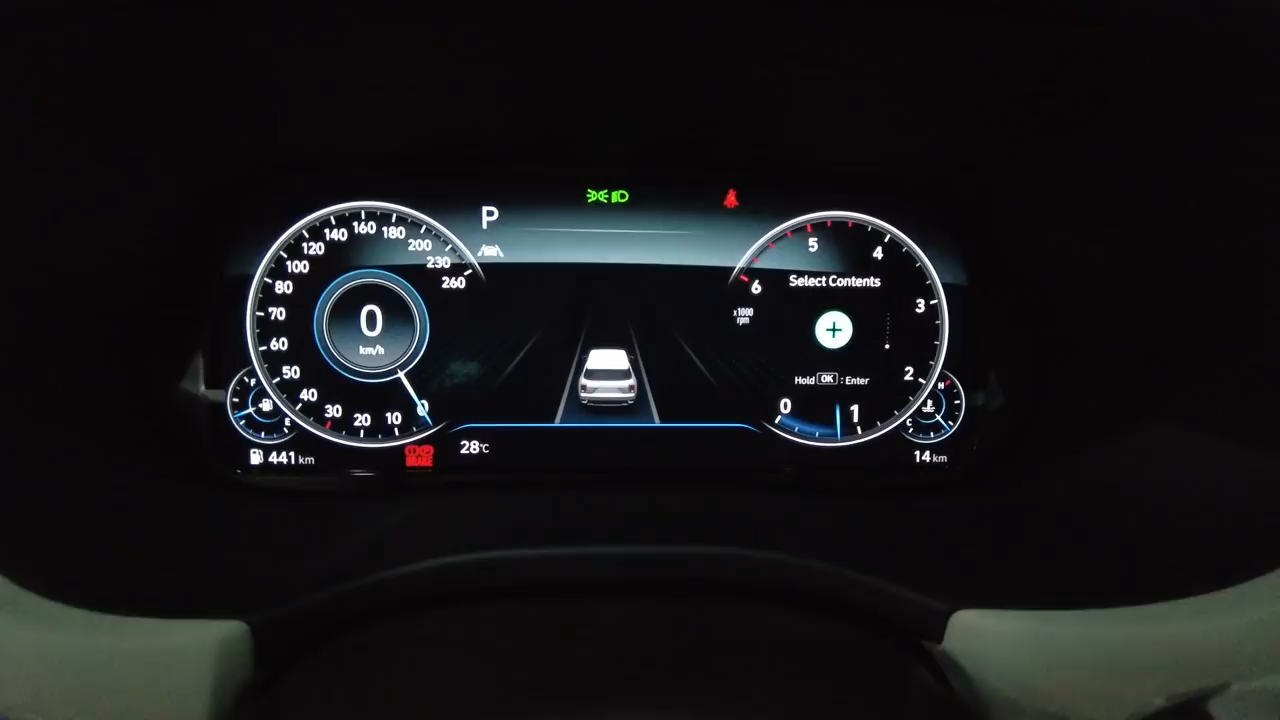 P
260
230
200
180
160
140
120
100
80
70
60
50
40
30
20
10
0
0
km/h
F
E
441 km
BRAKE
28℃
6
5
4
3
2
1
0
x1000
rpm
Select Contents
Hold OK : Enter
H
C
14 km